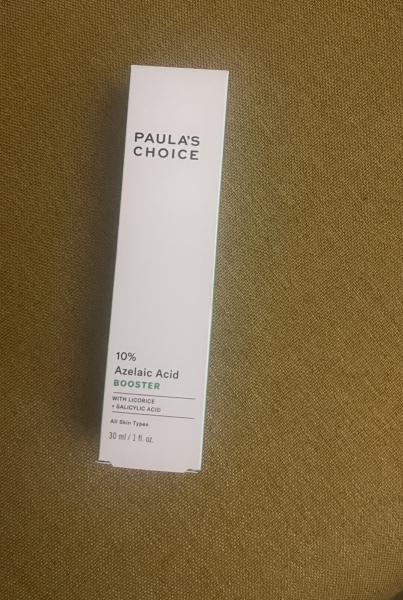 PAULA'S
CHOICE
10%
Azelaic Acid
BOOSTER
WITH LICORICE
+ SALICYLIC ACID
All Skin Types
30 ml / 1 fl. oz.